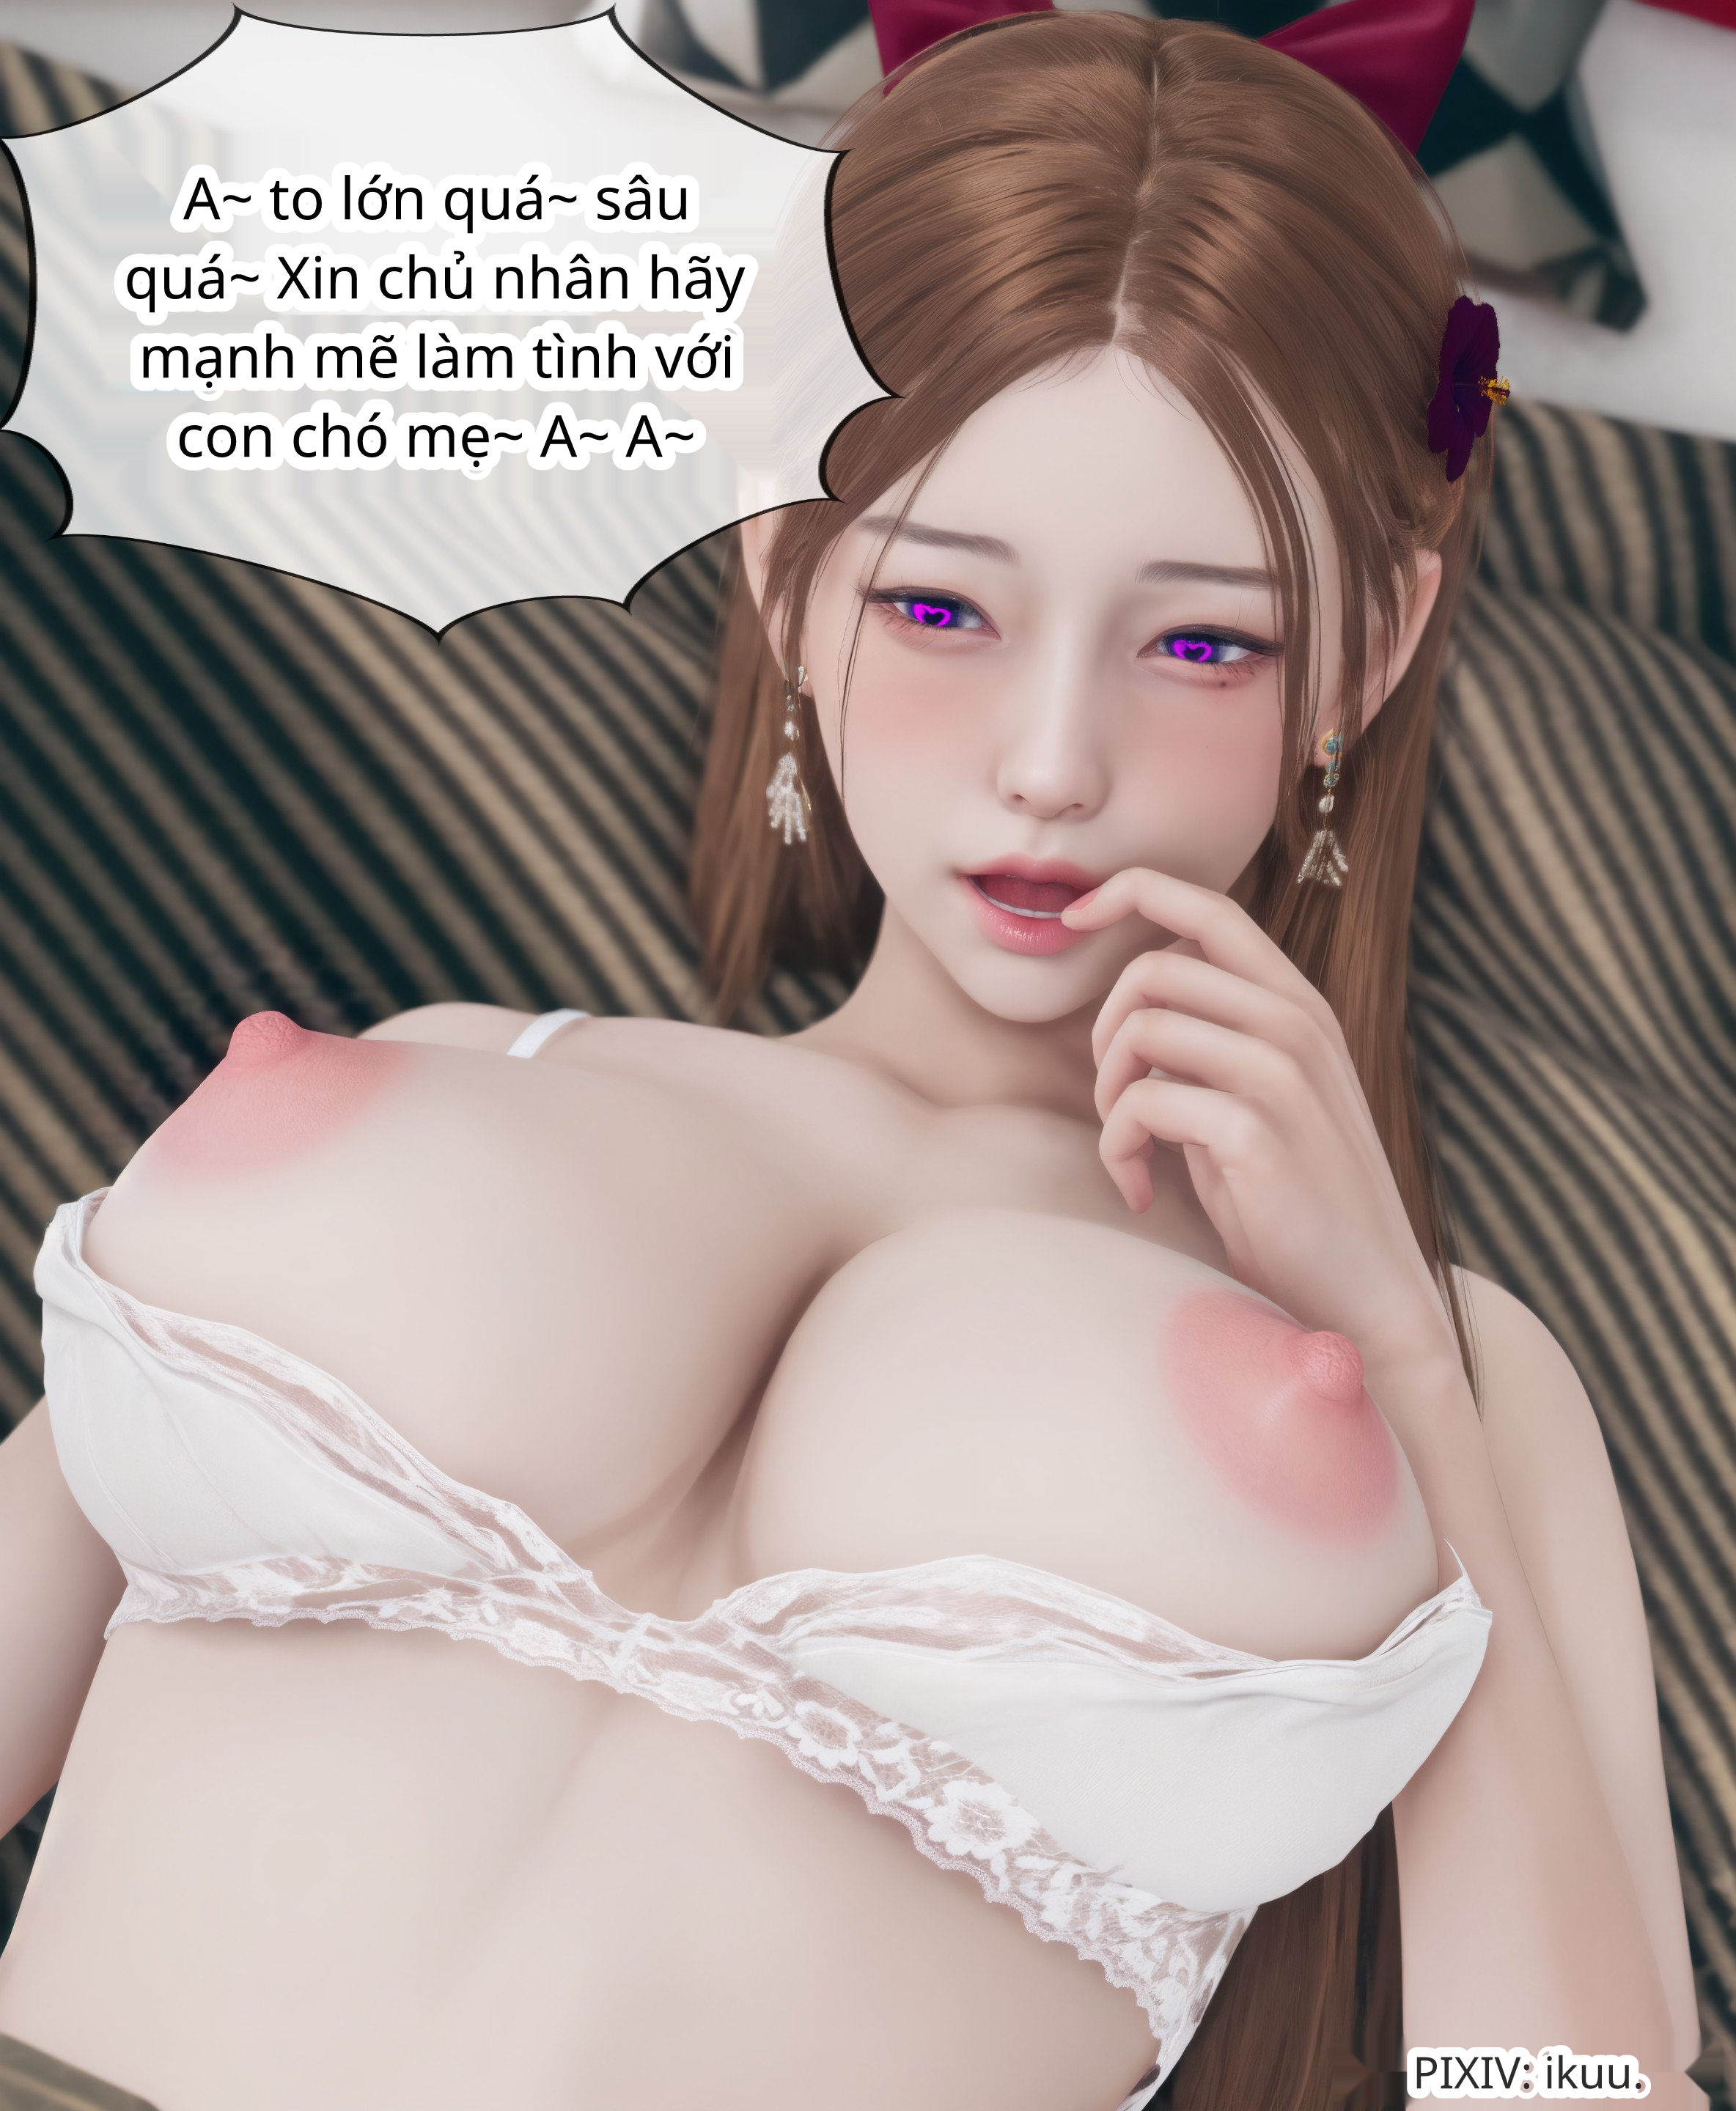 A~ to lớn quá~ sâu
quá~ Xin chủ nhân hãy
mạnh mẽ làm tình với
con chó mẹ~ A~ A~
PIXIV: ikuu.